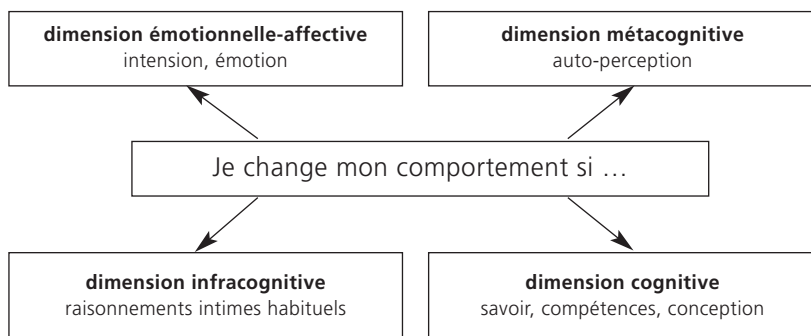 dimension émotionnelle-affective
intension, émotion
dimension métacognitive
auto-perception
Je change mon comportement si …
dimension infracognitive
raisonnements intimes habituels
dimension cognitive
savoir, compétences, conception